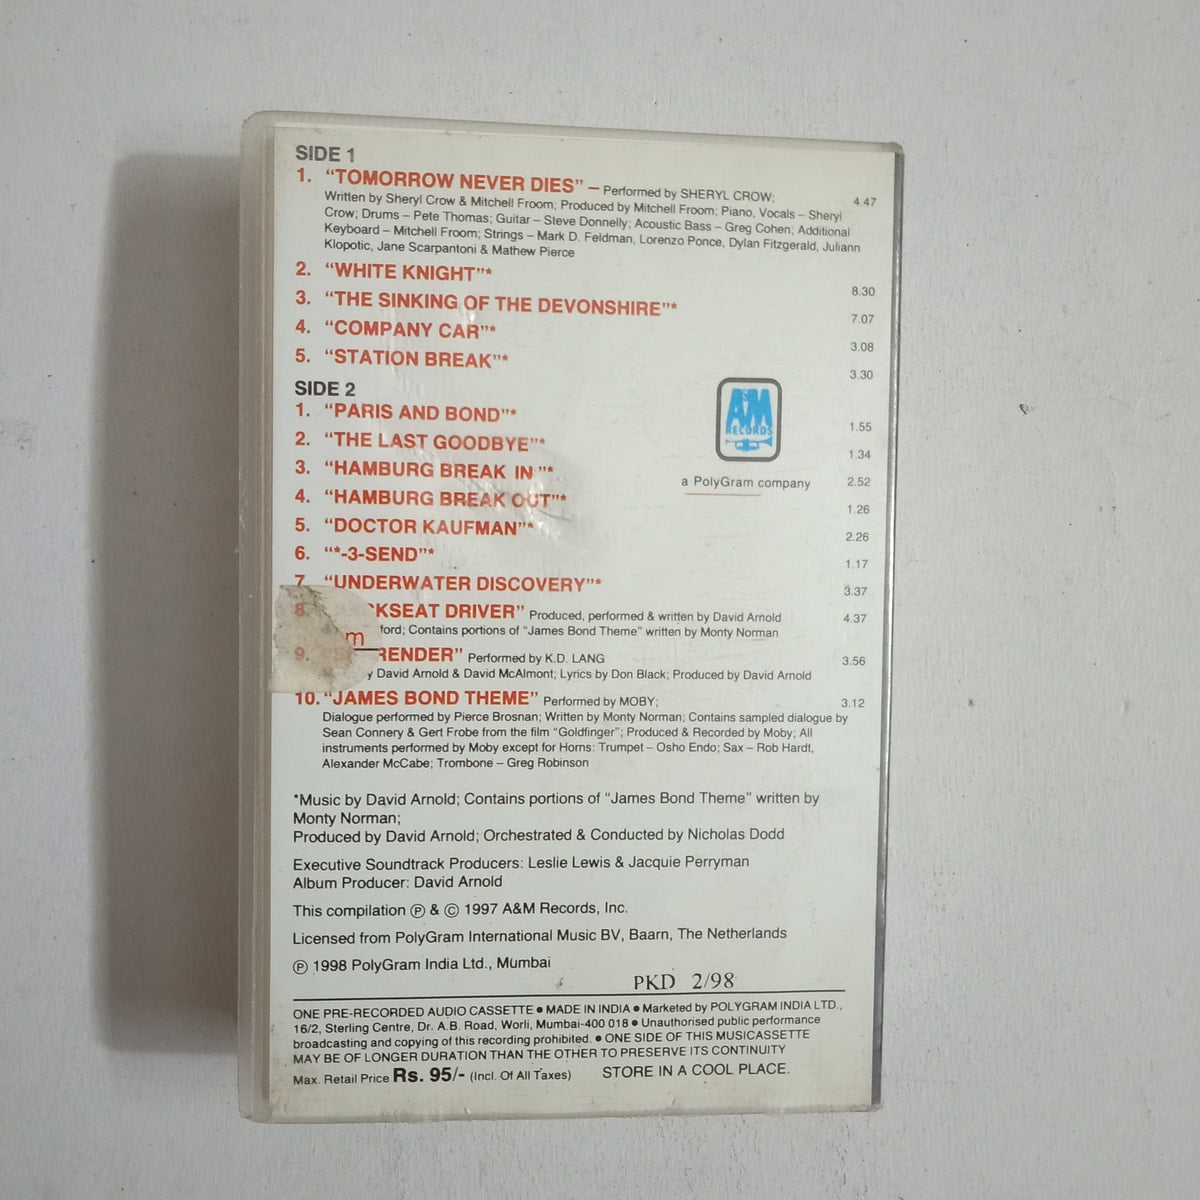 SIDE 1
1. “TOMORROW NEVER DIES” – Performed by SHERYL CROW; 4.47
Written by Sheryl Crow & Mitchell Froom; Produced by Mitchell Froom; Piano, Vocals – Sheryl
Crow; Drums – Pete Thomas; Guitar – Steve Donnelly; Acoustic Bass – Greg Cohen; Additional
Keyboard – Mitchell Froom; Strings – Mark D. Feldman, Lorenzo Ponce, Dylan Fitzgerald, Juliann
Klopotic, Jane Scarpantoni & Mathew Pierce
2. “WHITE KNIGHT”* 8.30
3. “THE SINKING OF THE DEVONSHIRE”* 7.07
4. “COMPANY CAR”* 3.08
5. “STATION BREAK”* 3.30
SIDE 2
1. “PARIS AND BOND”* 1.55
2. “THE LAST GOODBYE”* 1.34
3. “HAMBURG BREAK IN”* 2.52
4. “HAMBURG BREAK OUT”* 1.26
5. “DOCTOR KAUFMAN”* 2.26
6. “*-3-SEND”* 1.17
7. “UNDERWATER DISCOVERY”* 3.37
8. CKSEAT DRIVER” Produced, performed & written by David Arnold 4.37
ford; Contains portions of “James Bond Theme” written by Monty Norman
9. RENDER” Performed by K.D. LANG 3.56
y David Arnold & David McAlmont; Lyrics by Don Black; Produced by David Arnold
10. “JAMES BOND THEME” Performed by MOBY; 3.12
Dialogue performed by Pierce Brosnan; Written by Monty Norman; Contains sampled dialogue by
Sean Connery & Gert Frobe from the film “Goldfinger”; Produced & Recorded by Moby; All
instruments performed by Moby except for Horns: Trumpet – Osho Endo; Sax – Rob Hardt,
Alexander McCabe; Trombone – Greg Robinson
A&M
RECORDS
a PolyGram company
*Music by David Arnold; Contains portions of “James Bond Theme” written by
Monty Norman;
Produced by David Arnold; Orchestrated & Conducted by Nicholas Dodd
Executive Soundtrack Producers: Leslie Lewis & Jacquie Perryman
Album Producer: David Arnold
This compilation ℗ & © 1997 A&M Records, Inc.
Licensed from PolyGram International Music BV, Baarn, The Netherlands
℗ 1998 PolyGram India Ltd., Mumbai
PKD 2/98
ONE PRE-RECORDED AUDIO CASSETTE ● MADE IN INDIA ● Marketed by POLYGRAM INDIA LTD.,
16/2, Sterling Centre, Dr. A.B. Road, Worli, Mumbai-400 018 ● Unauthorised public performance
broadcasting and copying of this recording prohibited. ● ONE SIDE OF THIS MUSICASSETTE
MAY BE OF LONGER DURATION THAN THE OTHER TO PRESERVE ITS CONTINUITY
Max. Retail Price Rs. 95/- (Incl. Of All Taxes) STORE IN A COOL PLACE.